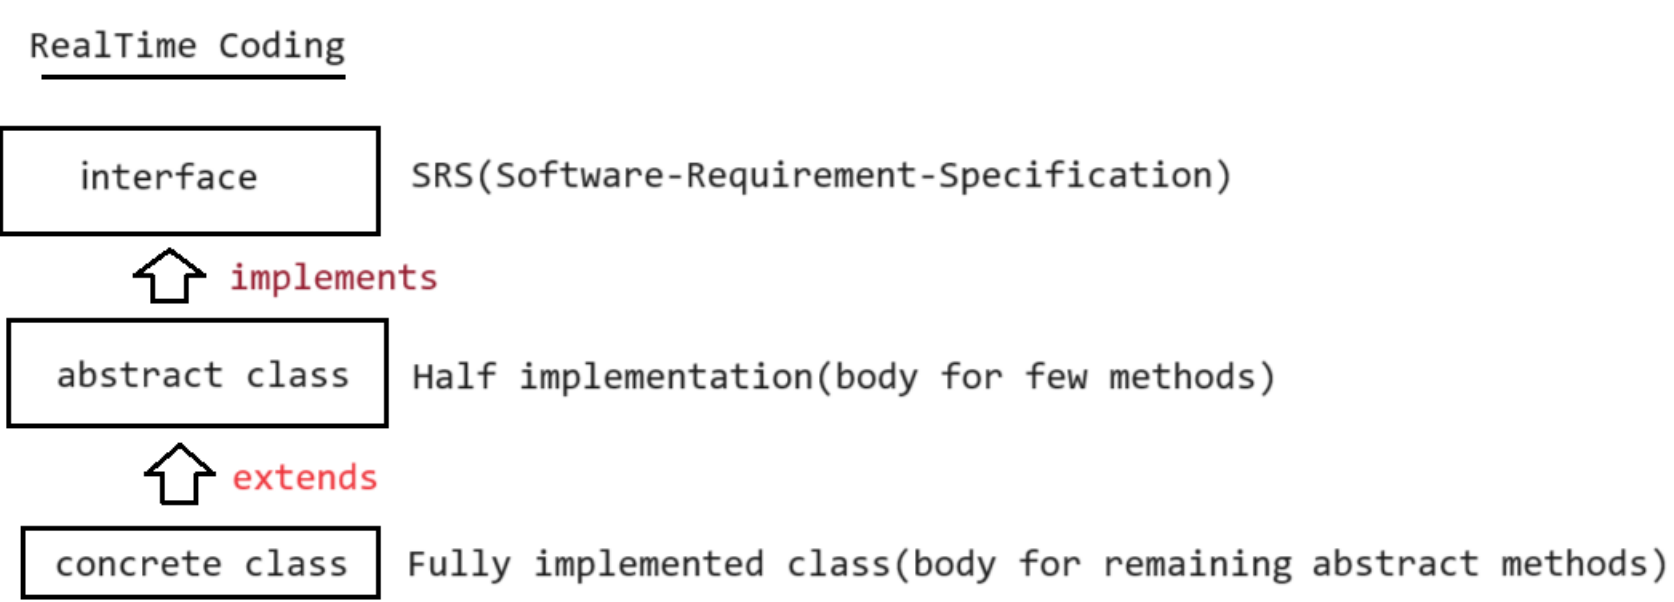 RealTime Coding
interface
SRS(Software-Requirement-Specification)
implements
abstract class
Half implementation(body for few methods)
extends
concrete class
Fully implemented class(body for remaining abstract methods)